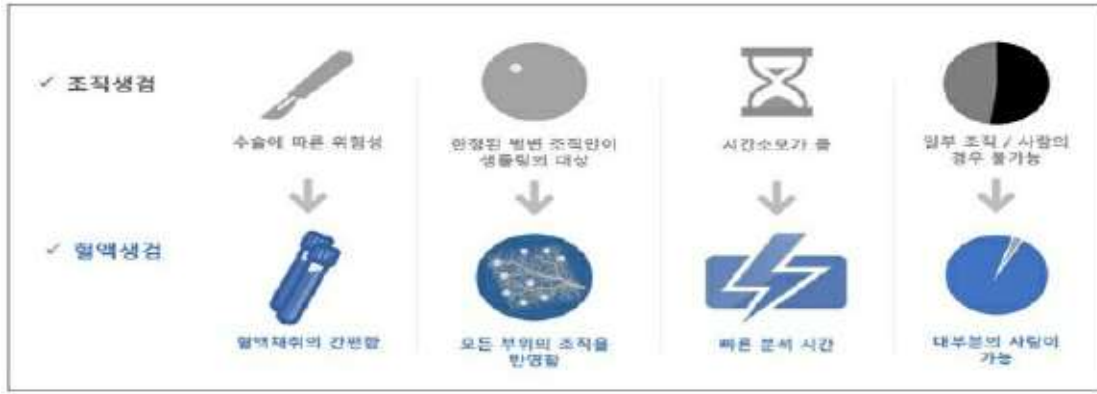 ✓ 조직생검
수술에 따른 위험성
한정된 병변 조직만이
샘플링의 대상
시간소모가 큼
일부 조직 / 사람의
경우 불가능
✓ 혈액생검
혈액채취의 간편함
모든 부위의 조직을
반영함
빠른 분석 시간
대부분의 사람이
가능